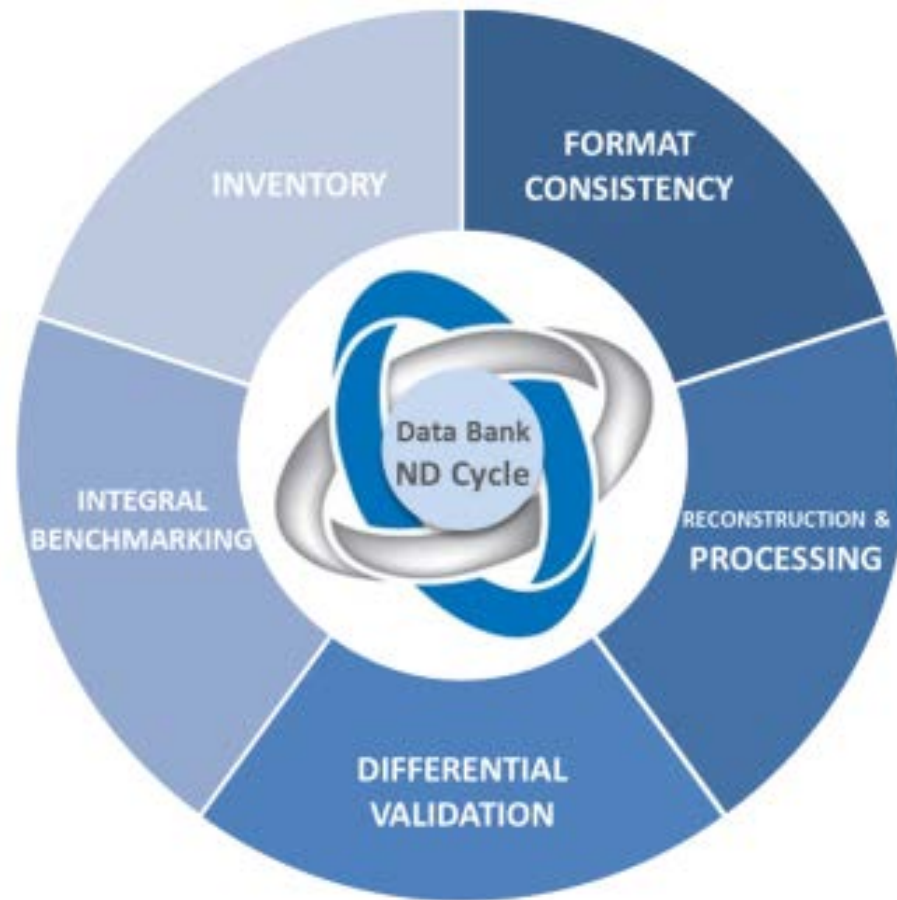 INVENTORY
FORMAT
CONSISTENCY
RECONSTRUCTION &
PROCESSING
DIFFERENTIAL
VALIDATION
INTEGRAL
BENCHMARKING
Data Bank
ND Cycle